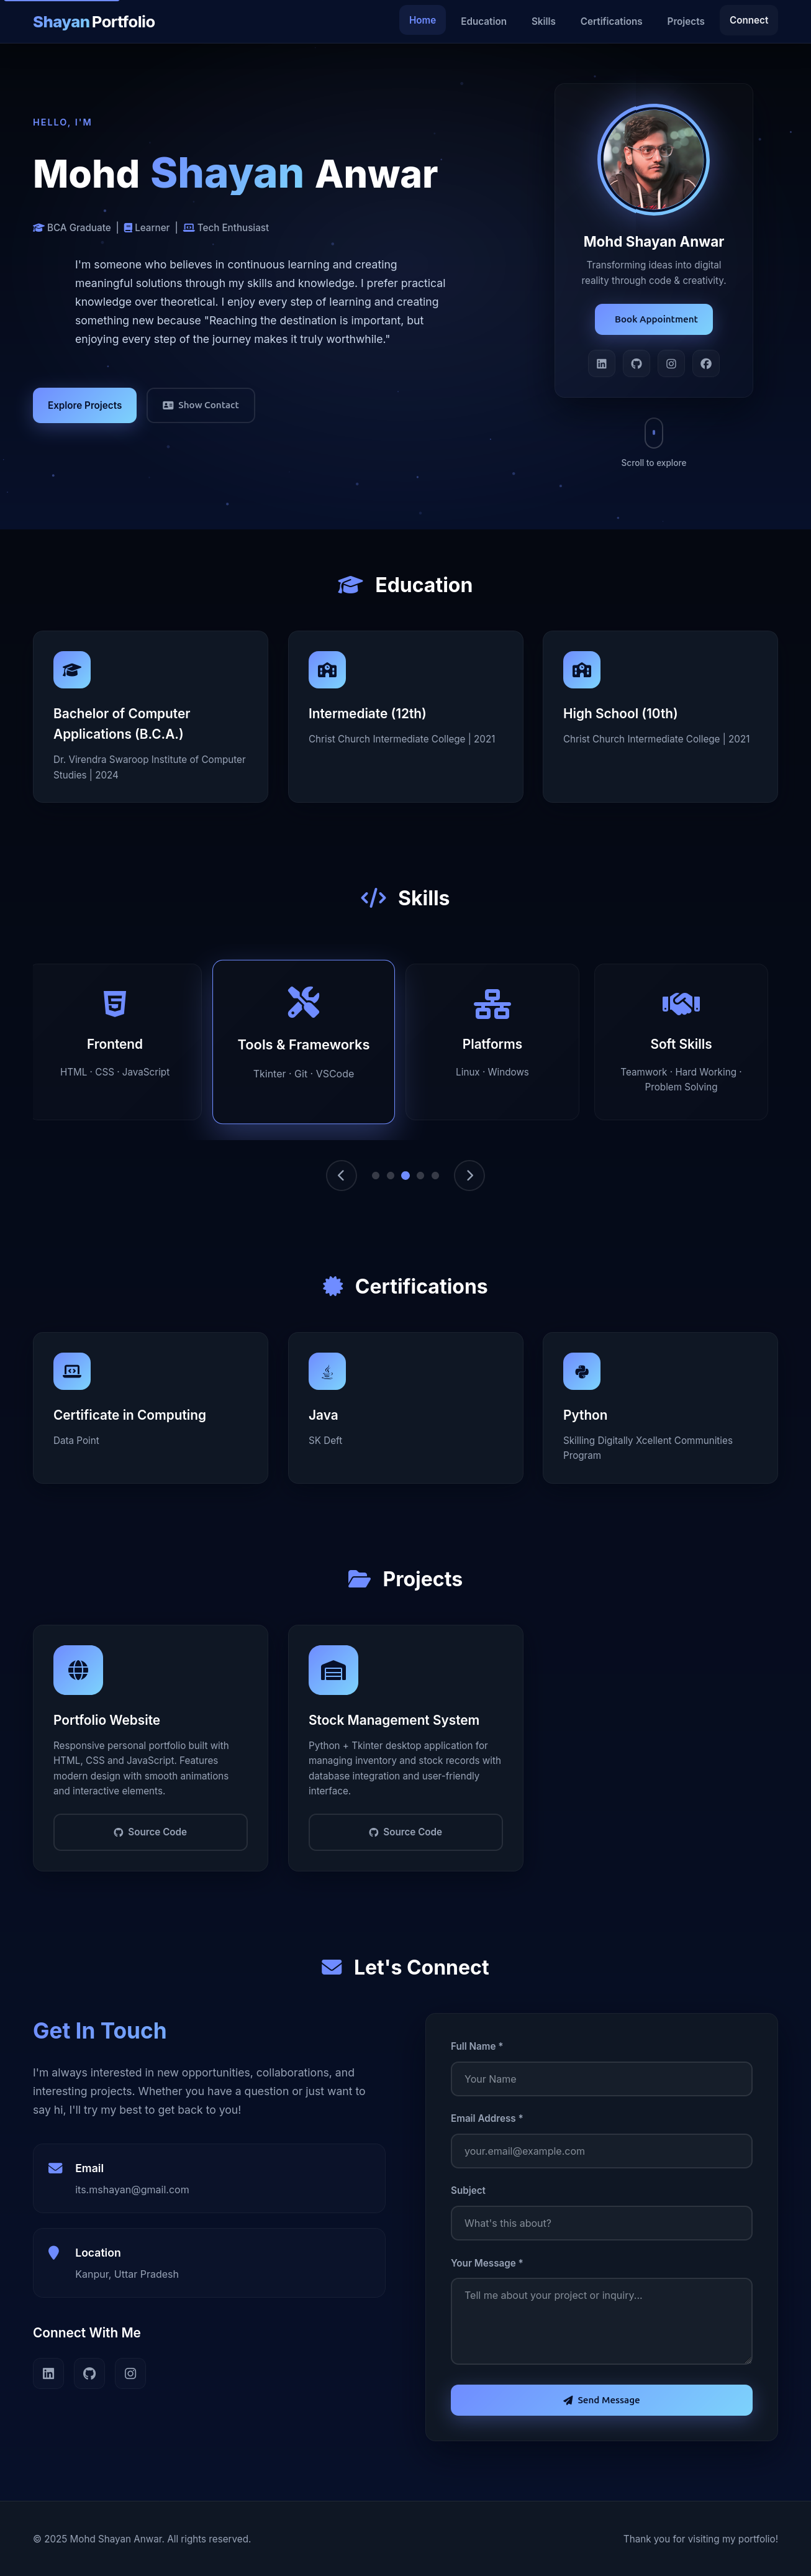 Shayan Portfolio
Home
Education
Skills
Certifications
Projects
Connect
HELLO, I'M
Mohd Shayan Anwar
BCA Graduate | Learner | Tech Enthusiast
I'm someone who believes in continuous learning and creating
meaningful solutions through my skills and knowledge. I prefer practical
knowledge over theoretical. I enjoy every step of learning and creating
something new because "Reaching the destination is important, but
enjoying every step of the journey makes it truly worthwhile."
Explore Projects
Show Contact
Mohd Shayan Anwar
Transforming ideas into digital
reality through code & creativity.
Book Appointment
Scroll to explore
Education
Bachelor of Computer
Applications (B.C.A.)
Dr. Virendra Swaroop Institute of Computer
Studies | 2024
Intermediate (12th)
Christ Church Intermediate College | 2021
High School (10th)
Christ Church Intermediate College | 2021
Skills
Frontend
HTML · CSS · JavaScript
Tools & Frameworks
Tkinter · Git · VSCode
Platforms
Linux · Windows
Soft Skills
Teamwork · Hard Working ·
Problem Solving
Certifications
Certificate in Computing
Data Point
Java
SK Deft
Python
Skilling Digitally Xcellent Communities
Program
Projects
Portfolio Website
Responsive personal portfolio built with
HTML, CSS and JavaScript. Features
modern design with smooth animations
and interactive elements.
Source Code
Stock Management System
Python + Tkinter desktop application for
managing inventory and stock records with
database integration and user-friendly
interface.
Source Code
Let's Connect
Get In Touch
I'm always interested in new opportunities, collaborations, and
interesting projects. Whether you have a question or just want to
say hi, I'll try my best to get back to you!
Email
its.mshayan@gmail.com
Location
Kanpur, Uttar Pradesh
Connect With Me
Full Name *
Your Name
Email Address *
your.email@example.com
Subject
What's this about?
Your Message *
Tell me about your project or inquiry...
Send Message
© 2025 Mohd Shayan Anwar. All rights reserved.
Thank you for visiting my portfolio!